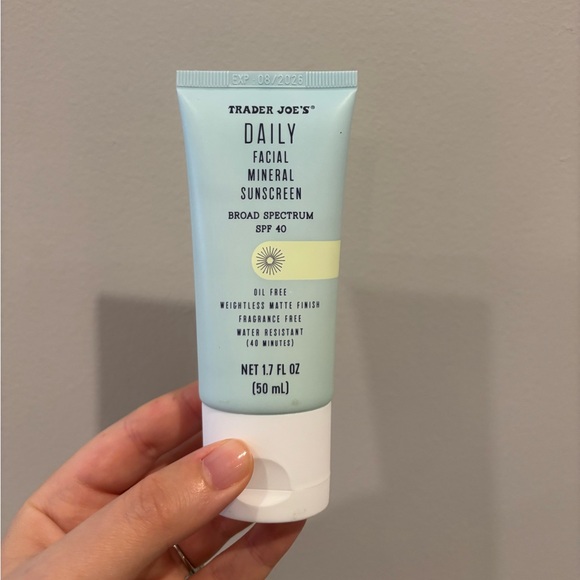 EXP 08/2025
TRADER JOE'S®
DAILY
FACIAL
MINERAL
SUNSCREEN
BROAD SPECTRUM
SPF 40
OIL FREE
WEIGHTLESS MATTE FINISH
FRAGRANCE FREE
WATER RESISTANT
(40 MINUTES)
NET 1.7 FL OZ
(50 mL)